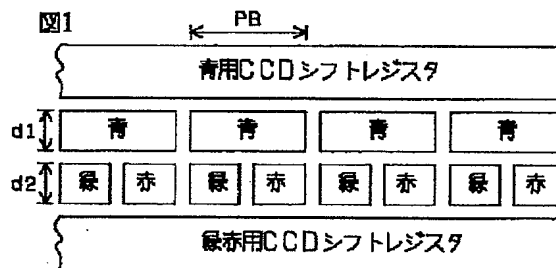 図1
PB
青用CCDシフトレジスタ
d1 青 青 青 青
d2 緑 赤 緑 赤 緑 赤 緑 赤
緑赤用CCDシフトレジスタ